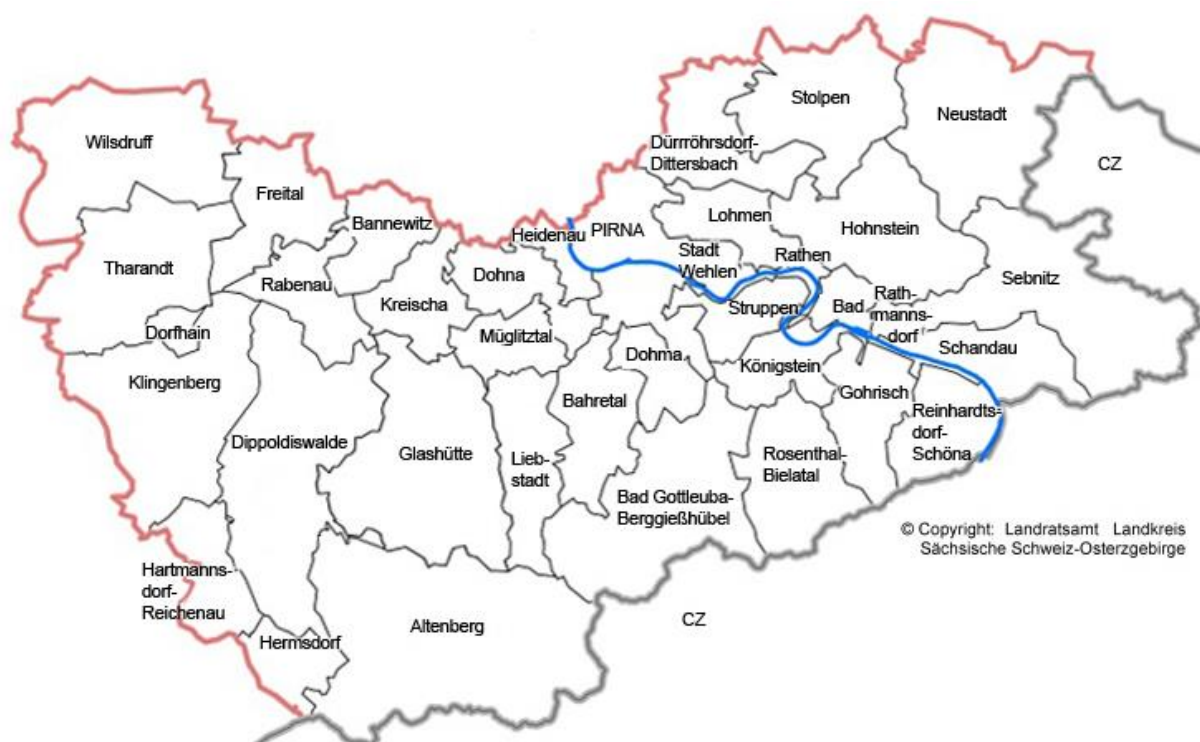 Stolpen
Neustadt
Wilsdruff
Dürrröhrsdorf-
Dittersbach
CZ
Freital
Bannewitz
Lohmen
Heidenau
PIRNA
Hohnstein
Stadt
Wehlen
Rathen
Tharandt
Rabenau
Dohna
Sebnitz
Kreischa
Struppen
Bad
Rath-
manns-
dorf
Dorfhain
Müglitztal
Schandau
Dohma
Königstein
Klingenberg
Gohrisch
Bahretal
Reinhardts-
dorf-
Schöna
Dippoldiswalde
Glashütte
Lieb-
stadt
Rosenthal-
Bielatal
Bad Gottleuba-
Berggießhübel
© Copyright: Landratsamt Landkreis
Sächsische Schweiz-Osterzgebirge
Hartmanns-
dorf-
Reichenau
Hermsdorf
Altenberg
CZ